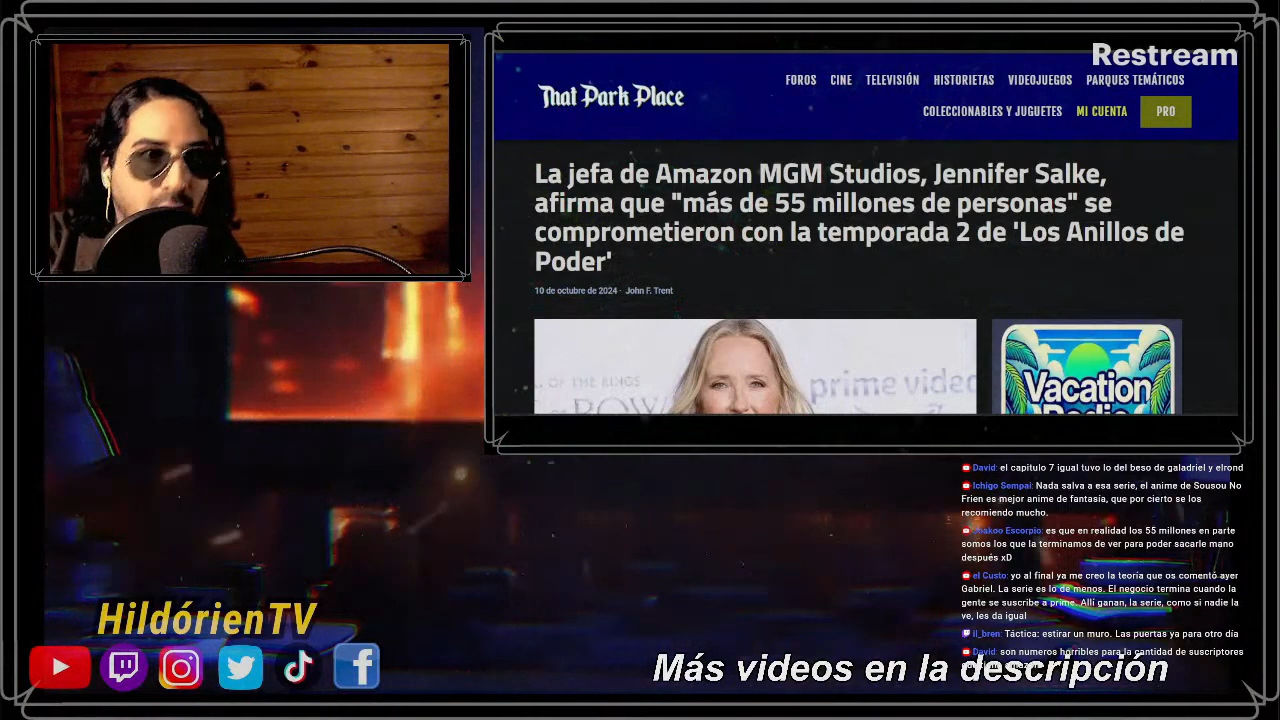 Restream
That Park Place
FOROS CINE TELEVISIÓN HISTORIETAS VIDEOJUEGOS PARQUES TEMÁTICOS
COLECCIONABLES Y JUGUETES MI CUENTA PRO
La jefa de Amazon MGM Studios, Jennifer Salke,
afirma que "más de 55 millones de personas" se
comprometieron con la temporada 2 de 'Los Anillos de
Poder'
10 de octubre de 2024 - John F. Trent
OF THE RINGS
prime video
Vacation
David: el capitulo 7 igual tuvo lo del beso de galadriel y elrond
Ichigo Sempai: Nada salva a esa serie, el anime de Sousou No
Frien es mejor anime de fantasía, que por cierto se los
recomiendo mucho.
Escorpio: es que en realidad los 55 millones en parte
somos los que la terminamos de ver para poder sacarle mano
después xD
el Custo: yo al final ya me creo la teoría que os comentó ayer
Gabriel. La serie es lo de menos. El negocio termina cuando la
gente se suscribe a prime. Allí ganan, la serie, como si nadie la
ve, les da igual
il_bren: Táctica: estirar un muro. Las puertas ya para otro día
David: son numeros horribles para la cantidad de suscriptores
HildórienTV
Más videos en la descripción